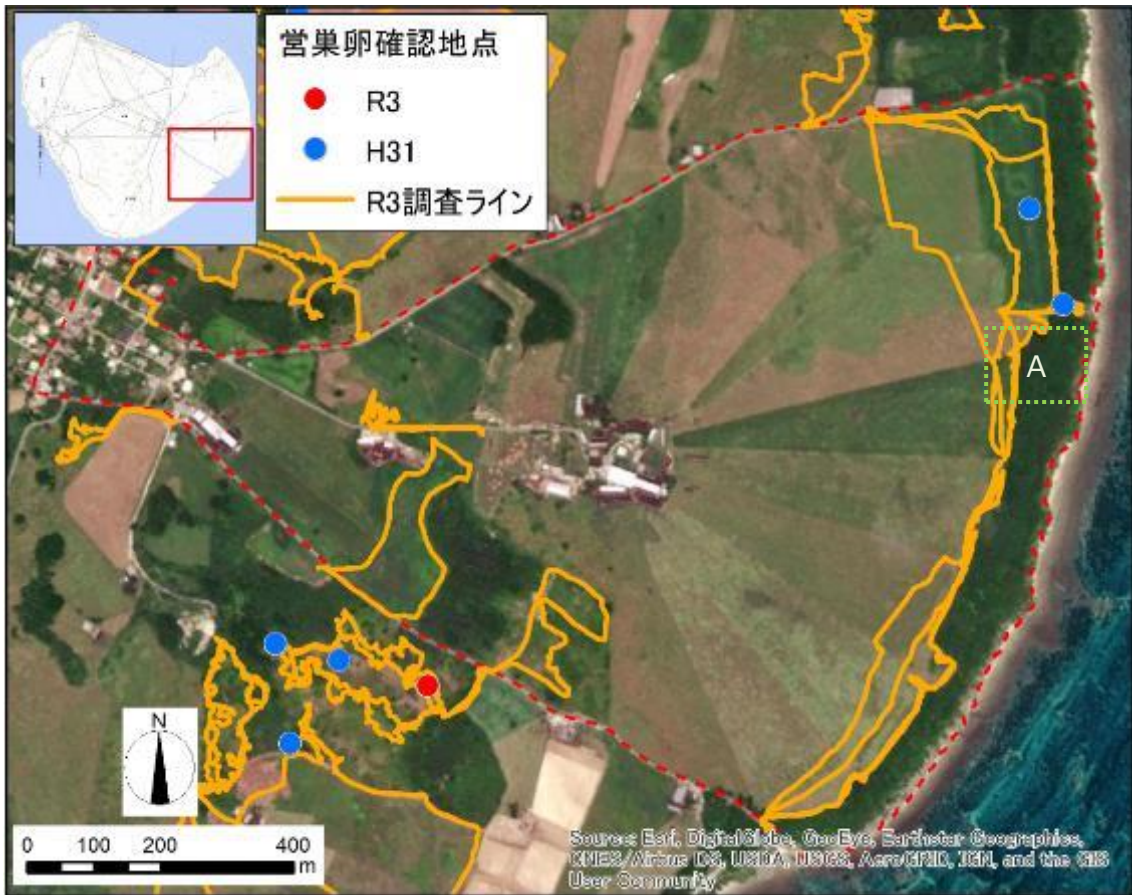 営巣卵確認地点
R3
H31
R3調査ライン
A
N
0 100 200 400
m
Source: Esri, DigitalGlobe, GeoEye, Earthstar Geographics,
CNES/Airbus DS, USDA, USGS, AeroGRID, IGN, and the GIS
User Community